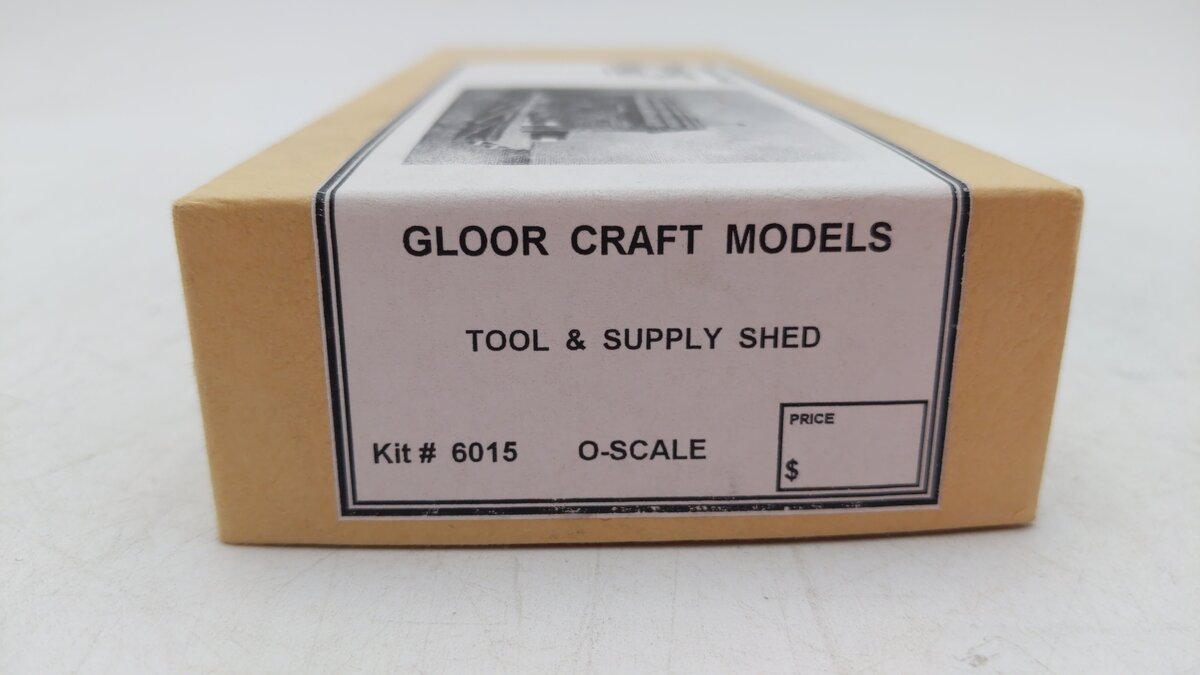 GLOOR CRAFT MODELS
TOOL & SUPPLY SHED
Kit # 6015 O-SCALE
PRICE
$